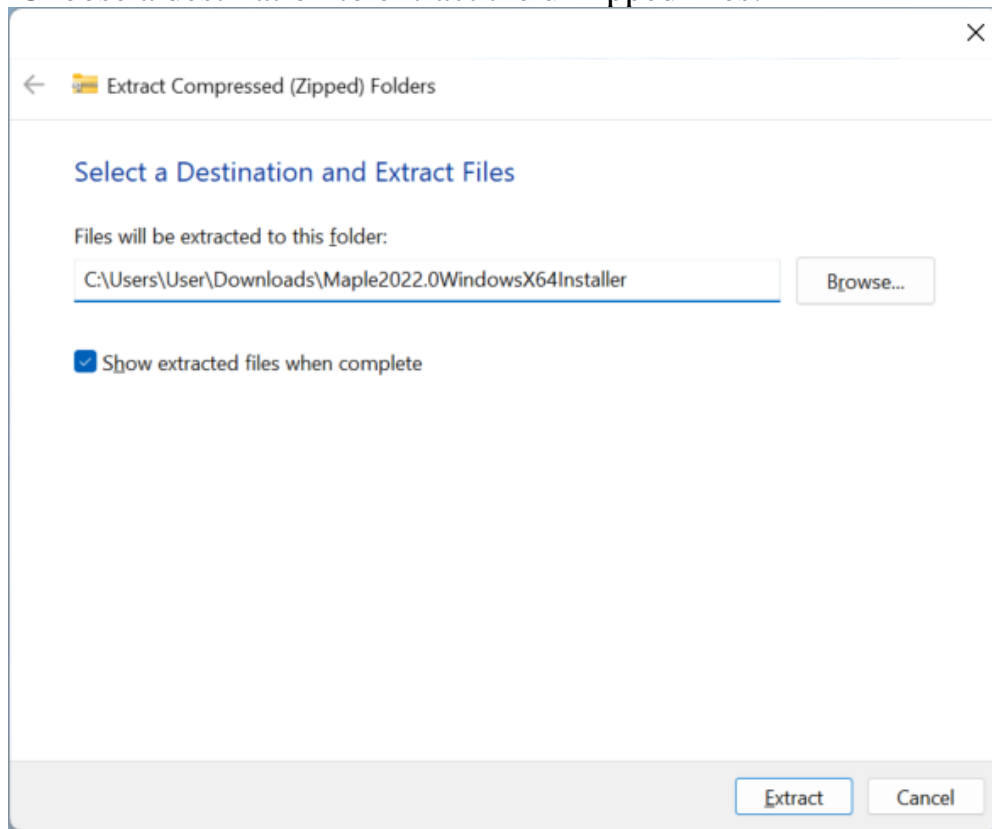 Extract Compressed (Zipped) Folders
Select a Destination and Extract Files
Files will be extracted to this folder:
C:\Users\User\Downloads\Maple2022.0WindowsX64Installer
Browse...
Show extracted files when complete
Extract
Cancel